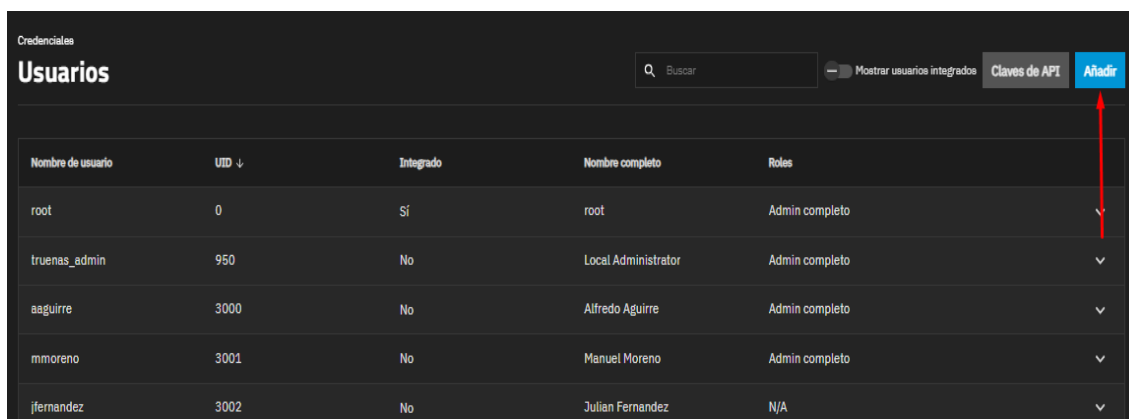 Credenciales
Usuarios
Buscar
Mostrar usuarios integrados
Claves de API
Añadir
Nombre de usuario UID Integrado Nombre completo Roles
root 0 Sí root Admin completo
truenas_admin 950 No Local Administrator Admin completo
aaguirre 3000 No Alfredo Aguirre Admin completo
mmoreno 3001 No Manuel Moreno Admin completo
jfernandez 3002 No Julian Fernandez N/A